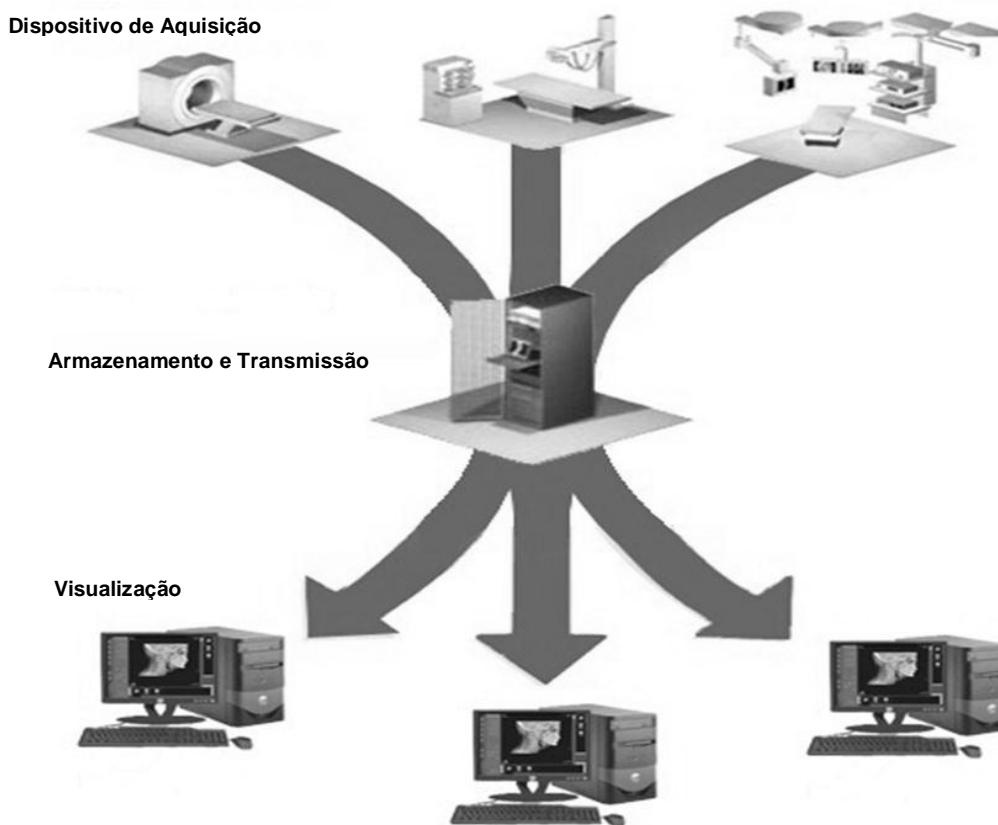 Dispositivo de Aquisição
Armazenamento e Transmissão
Visualização